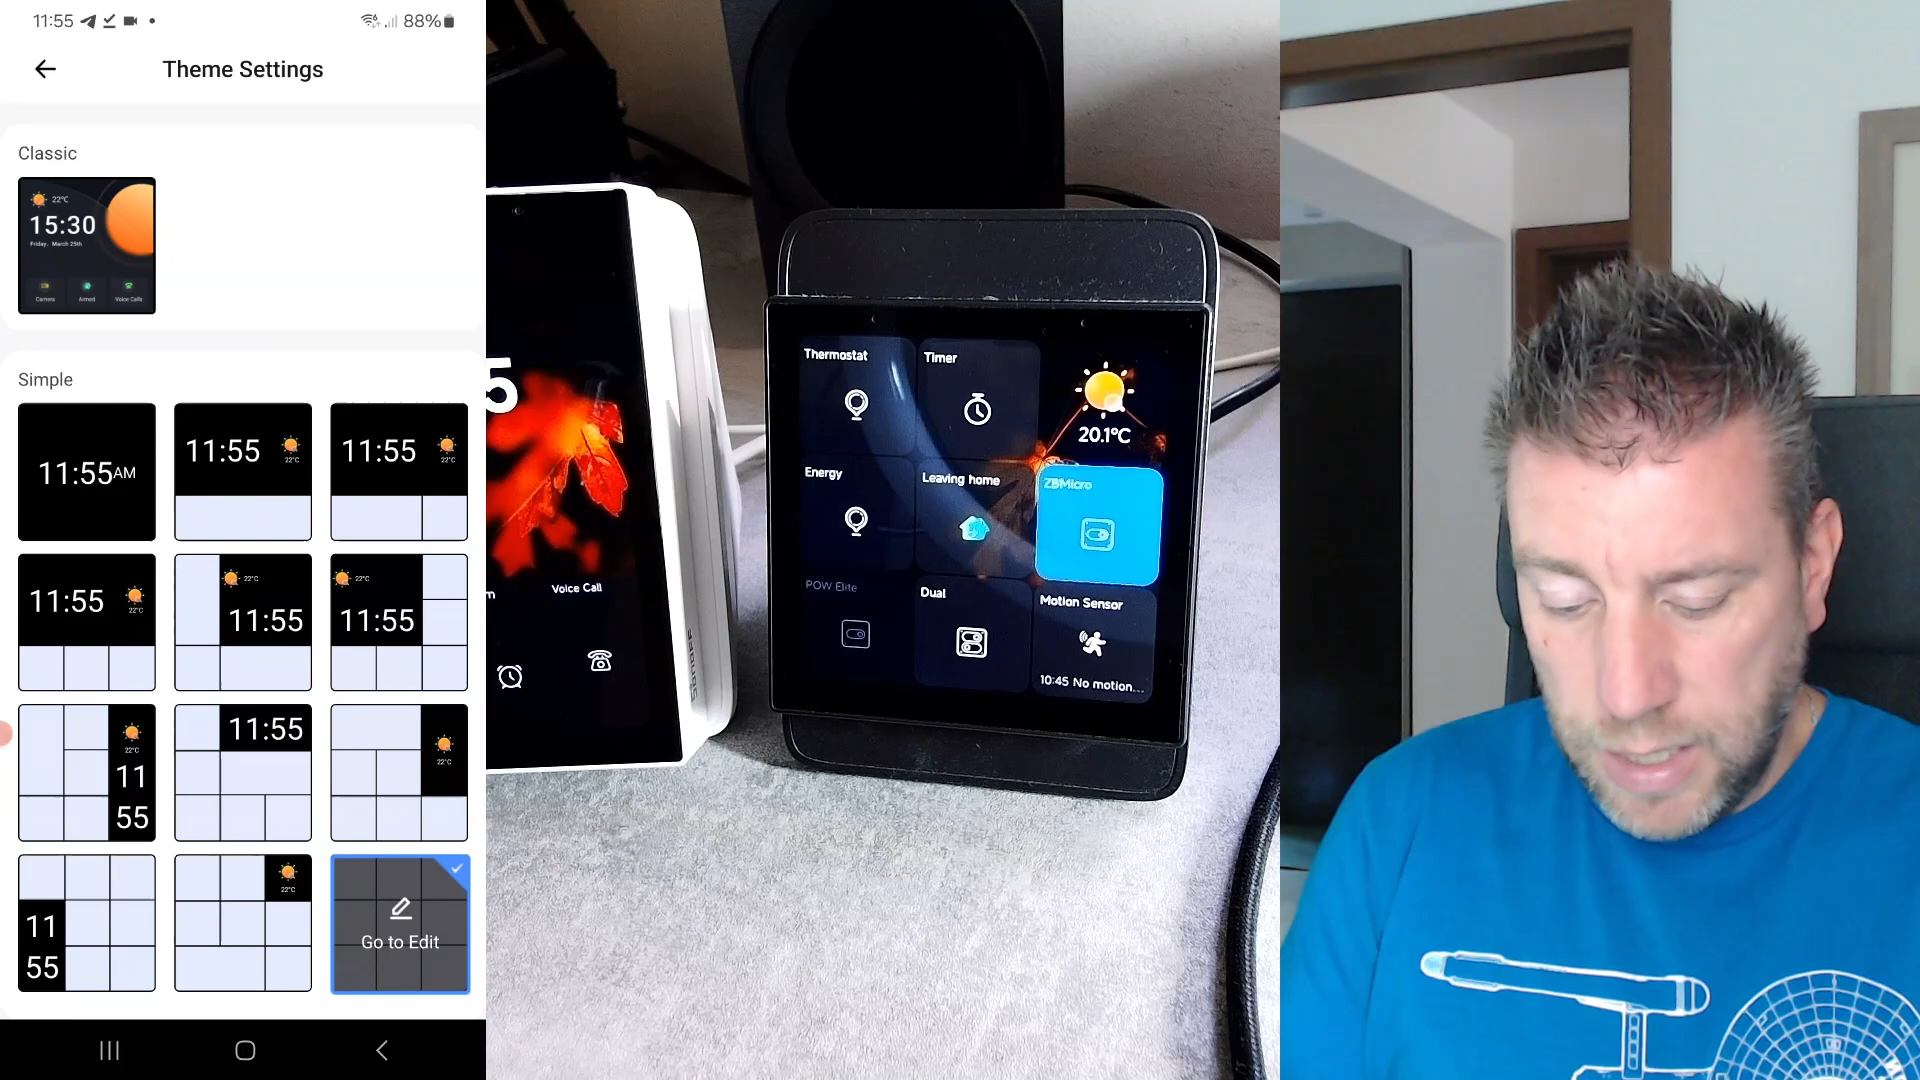 11:55
88%
Theme Settings
Classic
22°C
15:30
Friday, March 25th
Camera
Armed
Voice Calls
Simple
11:55AM
11:55
22°C
11:55
22°C
11:55
22°C
22°C
11:55
22°C
11:55
22°C
11
55
11:55
22°C
11
55
22°C
Go to Edit
5
m
Voice Call
Thermostat
Timer
20.1°C
Energy
Leaving home
ZBMicro
POW Elite
Dual
Motion Sensor
10:45 No motion...